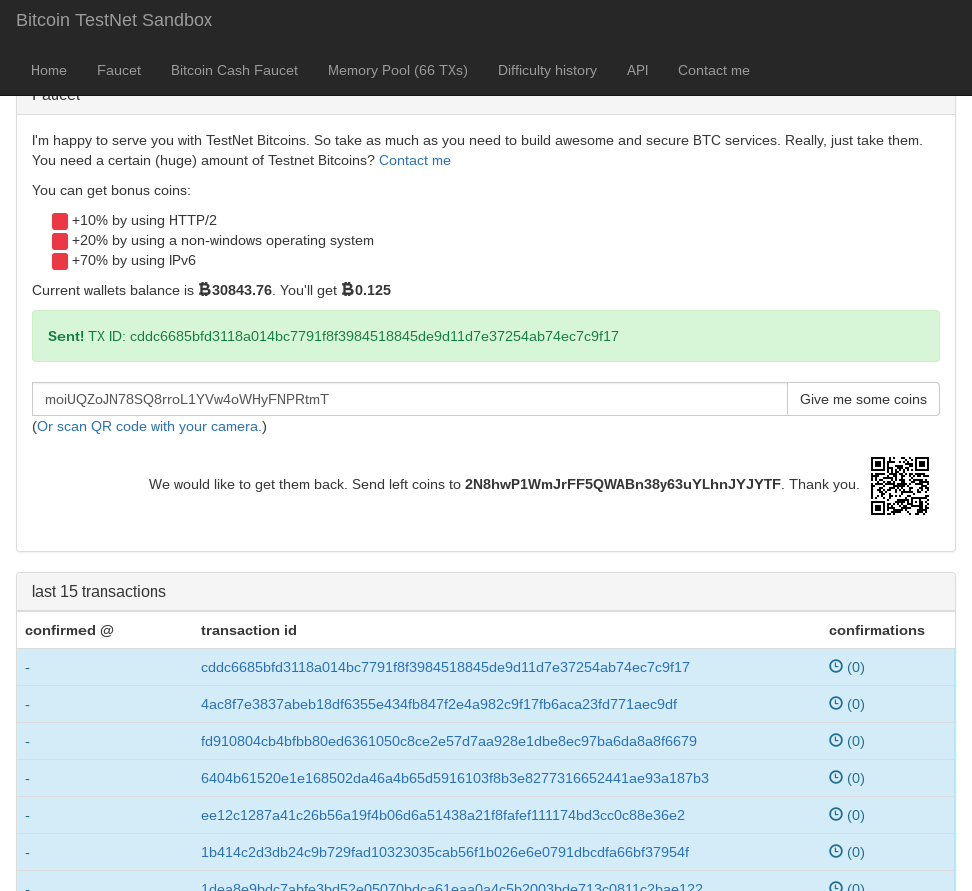 Bitcoin TestNet Sandbox
Home Faucet Bitcoin Cash Faucet Memory Pool (66 TXs) Difficulty history API Contact me
Faucet
I'm happy to serve you with TestNet Bitcoins. So take as much as you need to build awesome and secure BTC services. Really, just take them.
You need a certain (huge) amount of Testnet Bitcoins? Contact me
You can get bonus coins:
+10% by using HTTP/2
+20% by using a non-windows operating system
+70% by using IPv6
Current wallets balance is ₿30843.76. You'll get ₿0.125
Sent! TX ID: cddc6685bfd3118a014bc7791f8f3984518845de9d11d7e37254ab74ec7c9f17
moiUQZoJN78SQ8rroL1YVw4oWHyFNPRtmT Give me some coins
(Or scan QR code with your camera.)
We would like to get them back. Send left coins to 2N8hwP1WmJrFF5QWABn38y63uYLhnJYJYTF. Thank you.
last 15 transactions
confirmed @ transaction id confirmations
- cddc6685bfd3118a014bc7791f8f3984518845de9d11d7e37254ab74ec7c9f17 (0)
- 4ac8f7e3837abeb18df6355e434fb847f2e4a982c9f17fb6aca23fd771aec9df (0)
- fd910804cb4bfbb80ed6361050c8ce2e57d7aa928e1dbe8ec97ba6da8a8f6679 (0)
- 6404b61520e1e168502da46a4b65d5916103f8b3e8277316652441ae93a187b3 (0)
- ee12c1287a41c26b56a19f4b06d6a51438a21f8fafef111174bd3cc0c88e36e2 (0)
- 1b414c2d3db24c9b729fad10323035cab56f1b026e6e0791dbcdfa66bf37954f (0)
- 1dea8e9bdc7abfe3bd52e05070bdca61eaa0a4c5b2003bde713c0811c2bae122 (0)